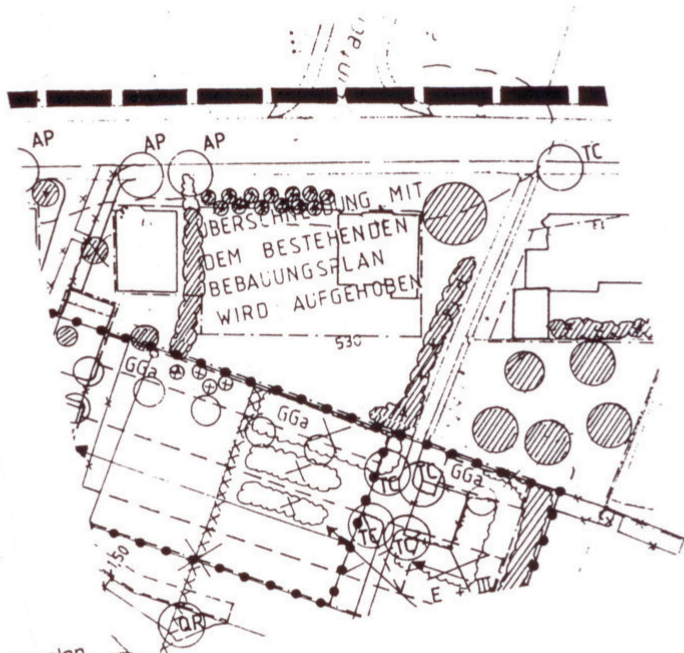 AP
AP
AP
TC
ÜBERSCHNEIDUNG MIT
DEM BESTEHENDEN
BEBAUUNGSPLAN
WIRD AUFGEHOBEN
530
GGa
GGa
GGa
TC
TC
TC
TC
V
E + III
150
QR